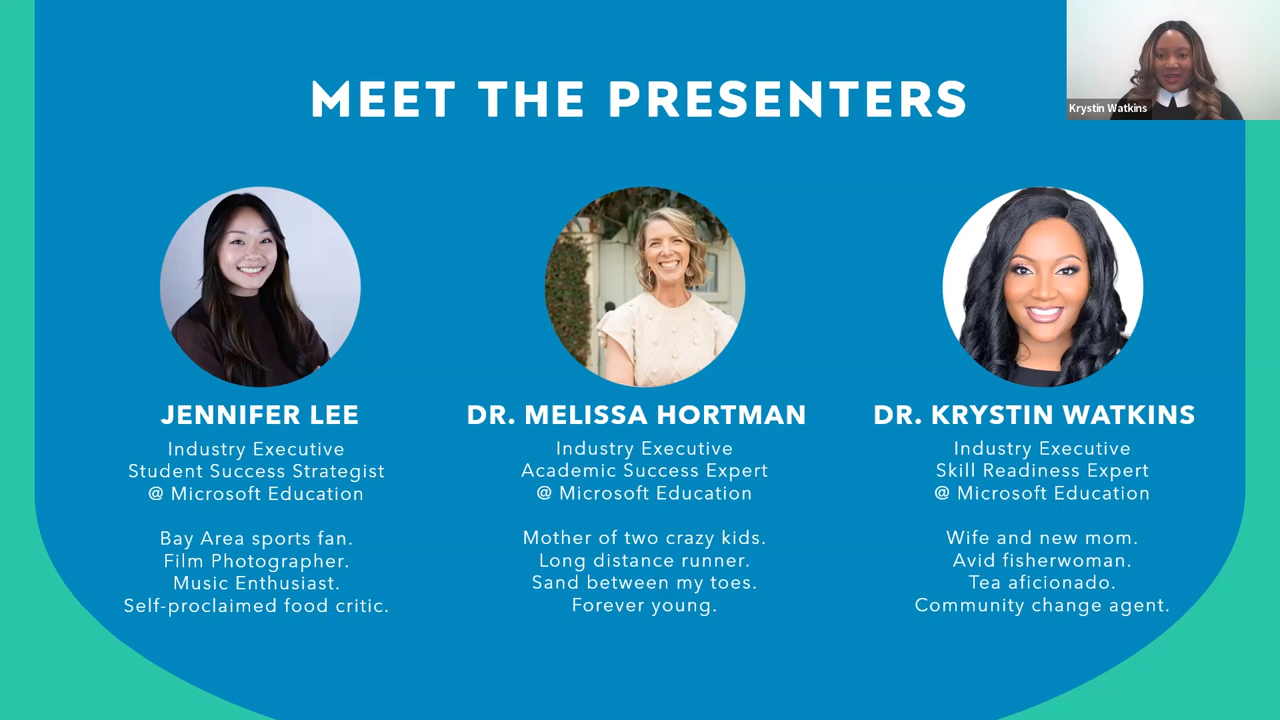 MEET THE PRESENTERS
Krystin Watkins
JENNIFER LEE
Industry Executive
Student Success Strategist
@ Microsoft Education
Bay Area sports fan.
Film Photographer.
Music Enthusiast.
Self-proclaimed food critic.
DR. MELISSA HORTMAN
Industry Executive
Academic Success Expert
@ Microsoft Education
Mother of two crazy kids.
Long distance runner.
Sand between my toes.
Forever young.
DR. KRYSTIN WATKINS
Industry Executive
Skill Readiness Expert
@ Microsoft Education
Wife and new mom.
Avid fisherwoman.
Tea aficionado.
Community change agent.